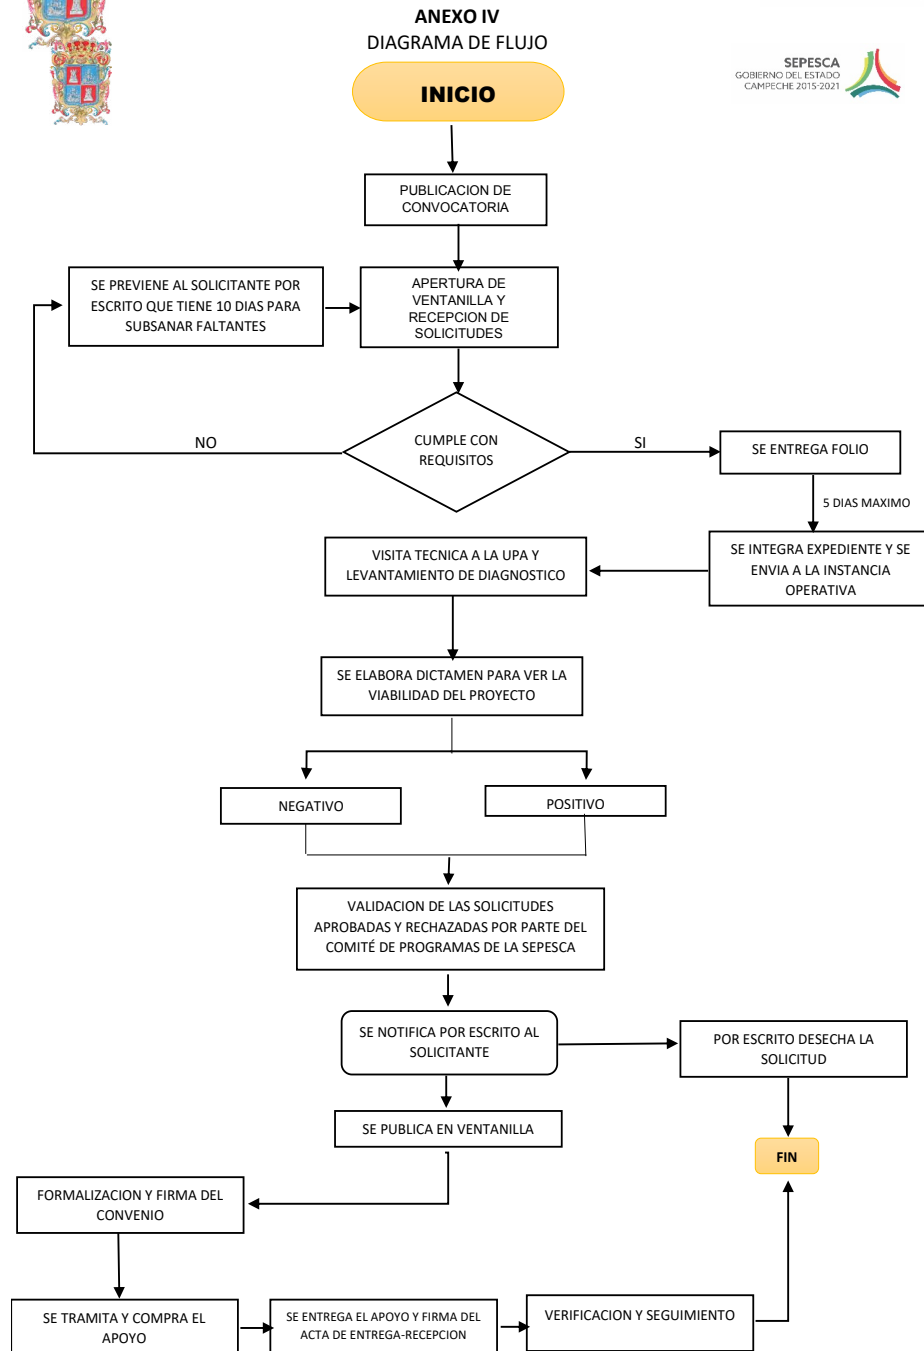 ANEXO IV
DIAGRAMA DE FLUJO
SEPESCA
GOBIERNO DEL ESTADO
CAMPECHE 2015-2021
INICIO
PUBLICACION DE
CONVOCATORIA
SE PREVIENE AL SOLICITANTE POR
ESCRITO QUE TIENE 10 DIAS PARA
SUBSANAR FALTANTES
APERTURA DE
VENTANILLA Y
RECEPCION DE
SOLICITUDES
NO
CUMPLE CON
REQUISITOS
SI
SE ENTREGA FOLIO
5 DIAS MAXIMO
VISITA TECNICA A LA UPA Y
LEVANTAMIENTO DE DIAGNOSTICO
SE INTEGRA EXPEDIENTE Y SE
ENVIA A LA INSTANCIA
OPERATIVA
SE ELABORA DICTAMEN PARA VER LA
VIABILIDAD DEL PROYECTO
NEGATIVO
POSITIVO
VALIDACION DE LAS SOLICITUDES
APROBADAS Y RECHAZADAS POR PARTE DEL
COMITÉ DE PROGRAMAS DE LA SEPESCA
SE NOTIFICA POR ESCRITO AL
SOLICITANTE
POR ESCRITO DESECHA LA
SOLICITUD
SE PUBLICA EN VENTANILLA
FIN
FORMALIZACION Y FIRMA DEL
CONVENIO
SE TRAMITA Y COMPRA EL
APOYO
SE ENTREGA EL APOYO Y FIRMA DEL
ACTA DE ENTREGA-RECEPCION
VERIFICACION Y SEGUIMIENTO